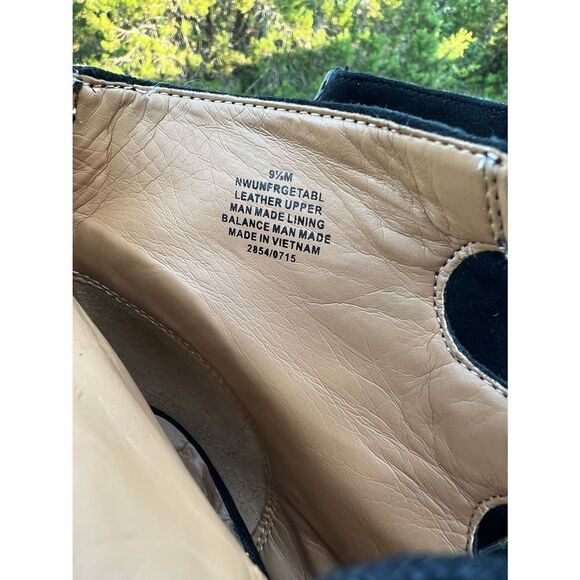 9½M
NWUNFRGETABL
LEATHER UPPER
MAN MADE LINING
BALANCE MAN MADE
MADE IN VIETNAM
2854/0715